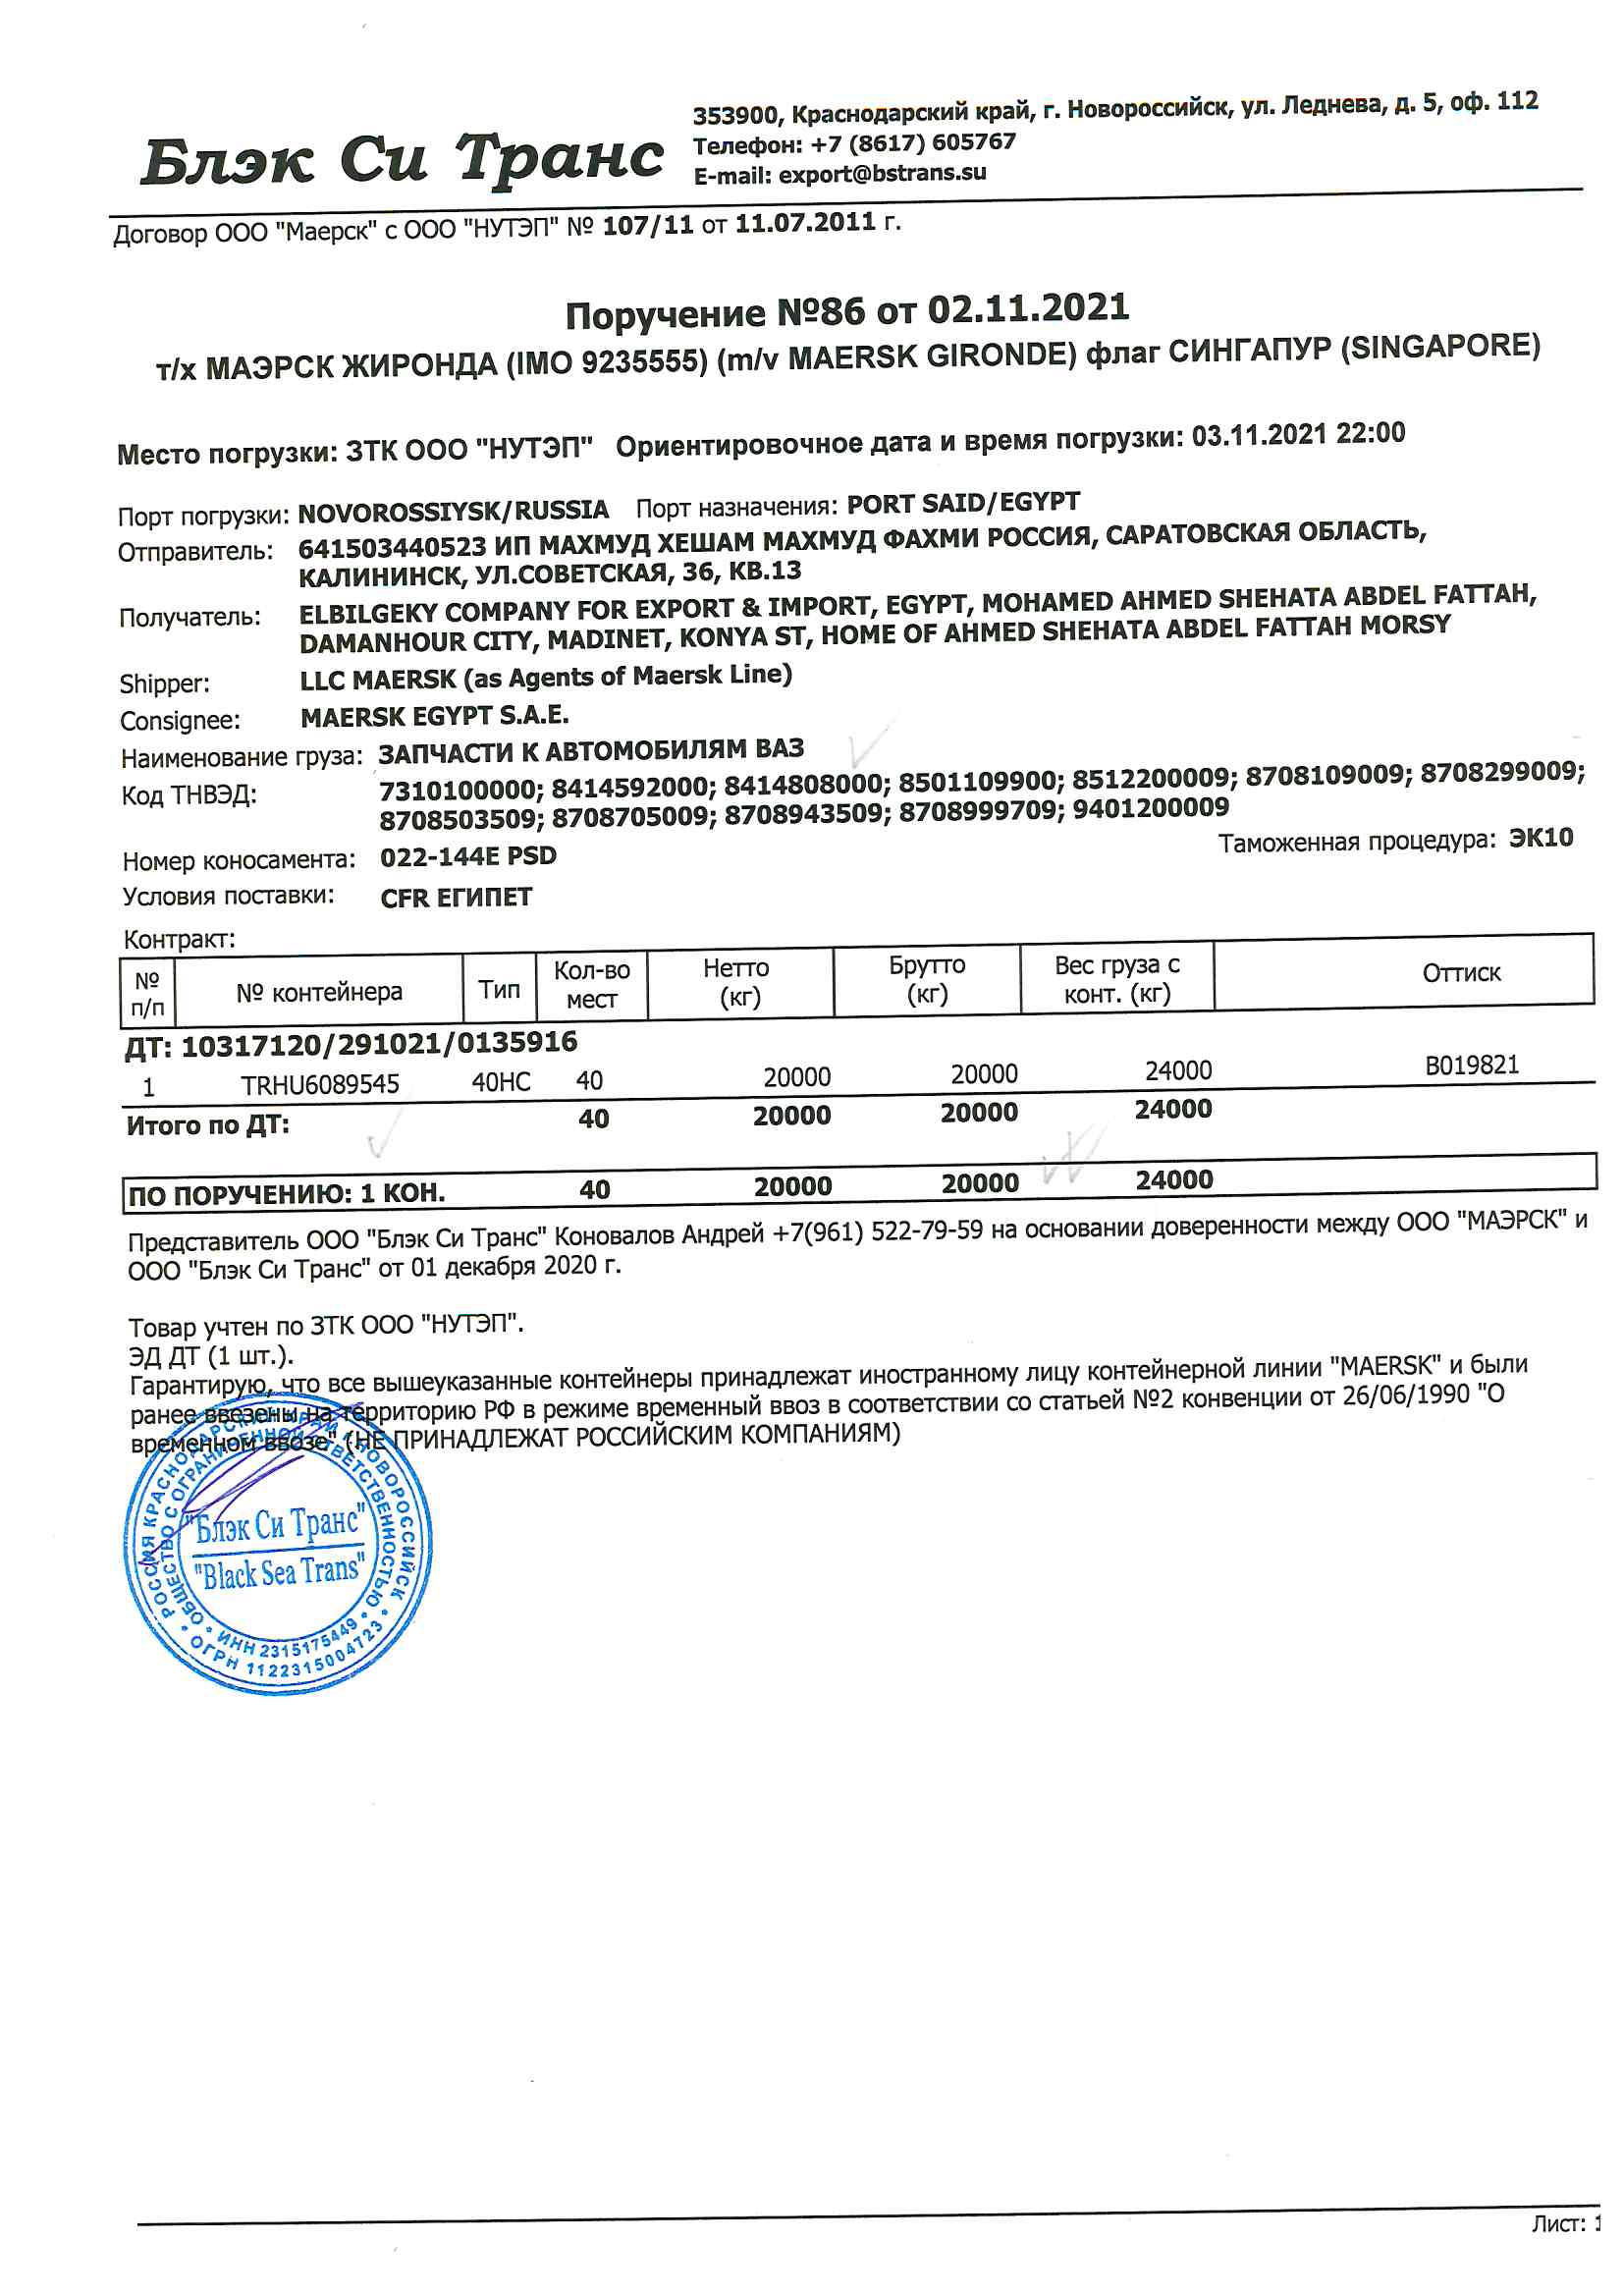 Блэк Си Транс
353900, Краснодарский край, г. Новороссийск, ул. Леднева, д. 5, оф. 112
Телефон: +7 (8617) 605767
E-mail: export@bstrans.su
Договор ООО "Маерск" с ООО "НУТЭП" № 107/11 от 11.07.2011 г.
Поручение №86 от 02.11.2021
т/х МАЭРСК ЖИРОНДА (IMO 9235555) (m/v MAERSK GIRONDE) флаг СИНГАПУР (SINGAPORE)
Место погрузки: ЗТК ООО "НУТЭП" Ориентировочное дата и время погрузки: 03.11.2021 22:00
Порт погрузки: NOVOROSSIYSK/RUSSIA Порт назначения: PORT SAID/EGYPT
Отправитель: 641503440523 ИП МАХМУД ХЕШАМ МАХМУД ФАХМИ РОССИЯ, САРАТОВСКАЯ ОБЛАСТЬ,
КАЛИНИНСК, УЛ.СОВЕТСКАЯ, 36, КВ.13
Получатель: ELBILGEKY COMPANY FOR EXPORT & IMPORT, EGYPT, MOHAMED AHMED SHEHATA ABDEL FATTAH,
DAMANHOUR CITY, MADINET, KONYA ST, HOME OF AHMED SHEHATA ABDEL FATTAH MORSY
Shipper: LLC MAERSK (as Agents of Maersk Line)
Consignee: MAERSK EGYPT S.A.E.
Наименование груза: ЗАПЧАСТИ К АВТОМОБИЛЯМ ВАЗ
Код ТНВЭД: 7310100000; 8414592000; 8414808000; 8501109900; 8512200009; 8708109009; 8708299009;
8708503509; 8708705009; 8708943509; 8708999709; 9401200009
Номер коносамента: 022-144E PSD Таможенная процедура: ЭК10
Условия поставки: CFR ЕГИПЕТ
Контракт:
№ п/п № контейнера Тип Кол-во мест Нетто (кг) Брутто (кг) Вес груза с конт. (кг) Оттиск
ДТ: 10317120/291021/0135916
1 TRHU6089545 40HC 40 20000 20000 24000 B019821
Итого по ДТ: 40 20000 20000 24000
ПО ПОРУЧЕНИЮ: 1 КОН. 40 20000 20000 24000
Представитель ООО "Блэк Си Транс" Коновалов Андрей +7(961) 522-79-59 на основании доверенности между ООО "МАЭРСК" и
ООО "Блэк Си Транс" от 01 декабря 2020 г.
Товар учтен по ЗТК ООО "НУТЭП".
ЭД ДТ (1 шт.).
Гарантирую, что все вышеуказанные контейнеры принадлежат иностранному лицу контейнерной линии "MAERSK" и были
ранее ввезены на территорию РФ в режиме временный ввоз в соответствии со статьей №2 конвенции от 26/06/1990 "О
временном ввозе" (НЕ ПРИНАДЛЕЖАТ РОССИЙСКИМ КОМПАНИЯМ)
РОССИЯ КРАСНОДАРСКИЙ КРАЙ Г. НОВОРОССИЙСК
ОБЩЕСТВО С ОГРАНИЧЕННОЙ ОТВЕТСТВЕННОСТЬЮ
"Блэк Си Транс"
"Black Sea Trans"
ИНН 2315175449
ОГРН 1122315004723
Лист: 1